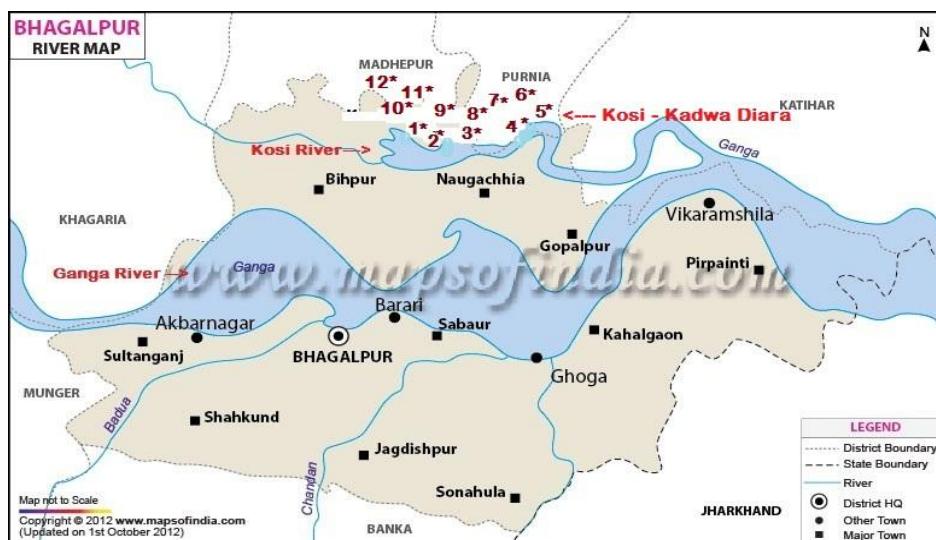 BHAGALPUR
RIVER MAP
N
MADHEPUR
PURNIA
KATIHAR
12*
11*
10*
9*
8*
7*
6*
5*
<--- Kosi - Kadwa Diara
1*
2*
3*
4*
Kosi River-->
Ganga
Bihpur
Naugachhia
Vikaramshila
KHAGARIA
Gopalpur
Pirpainti
Ganga River-->
Ganga
www.mapsofindia.com
Barari
Akbarnagar
Sabaur
Kahalgaon
Sultanganj
BHAGALPUR
Ghoga
MUNGER
Badua
Shahkund
Jagdishpur
Chandan
Sonahula
BANKA
JHARKHAND
Map not to Scale
Copyright © 2012 www.mapsofindia.com
(Updated on 1st October 2012)
LEGEND
District Boundary
State Boundary
River
District HQ
Other Town
Major Town